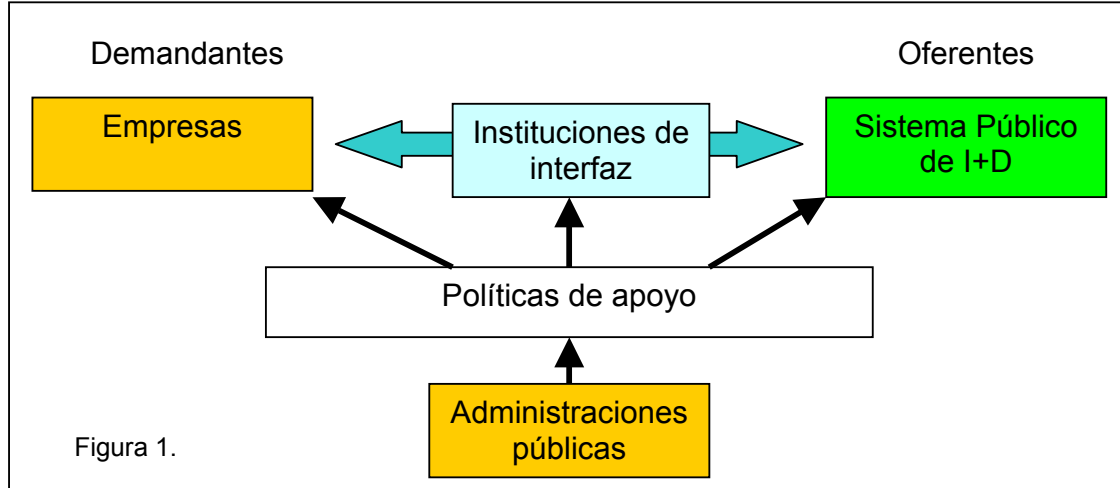 Demandantes
Oferentes
Empresas
Instituciones de
interfaz
Sistema Público
de I+D
Políticas de apoyo
Administraciones
públicas
Figura 1.